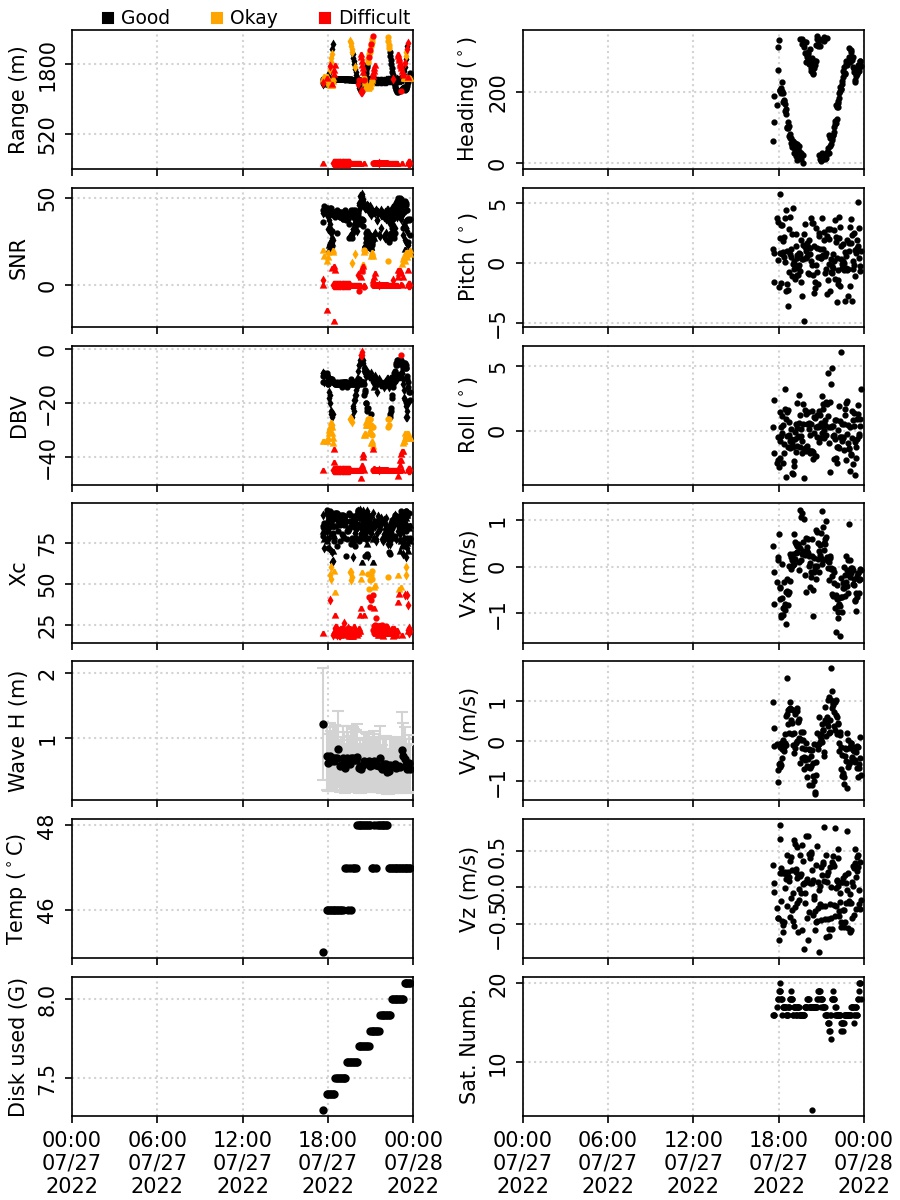 Good Okay Difficult
Range (m)
1800
520
Heading (°)
200
0
SNR
50
0
Pitch (°)
5
0
−5
DBV
0
−20
−40
Roll (°)
5
0
Xc
75
50
25
Vx (m/s)
1
0
−1
Wave H (m)
2
1
Vy (m/s)
1
0
−1
Temp (°C)
48
46
Vz (m/s)
0.5
0.0
−0.5
Disk used (G)
8.0
7.5
Sat. Numb.
20
10
00:00 06:00 12:00 18:00 00:00 00:00 06:00 12:00 18:00 00:00
07/27 07/27 07/27 07/27 07/28 07/27 07/27 07/27 07/27 07/28
2022 2022 2022 2022 2022 2022 2022 2022 2022 2022